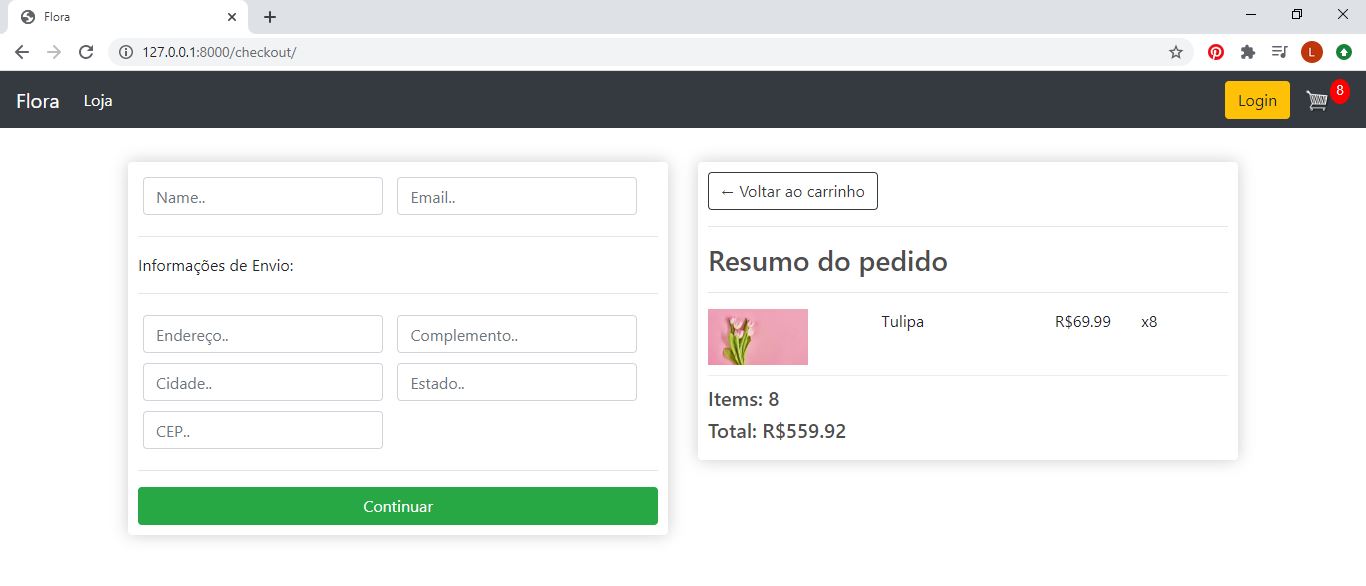 Flora
127.0.0.1:8000/checkout/
L
Flora Loja Login 8
Name.. Email..
Informações de Envio:
Endereço.. Complemento..
Cidade.. Estado..
CEP..
Continuar
← Voltar ao carrinho
Resumo do pedido
Tulipa R$69.99 x8
Items: 8
Total: R$559.92